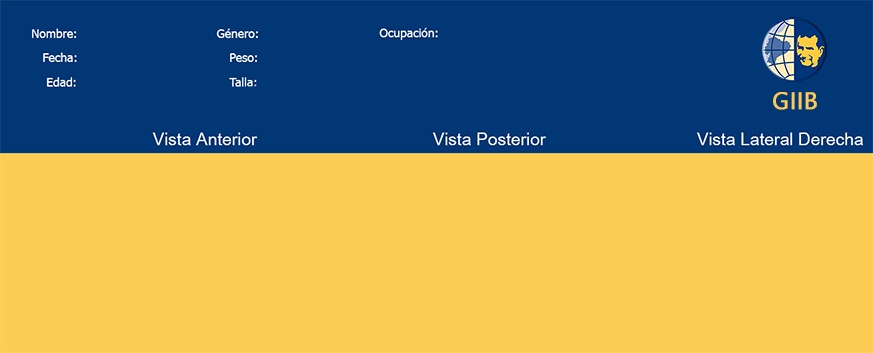 Nombre: Género: Ocupación:
Fecha: Peso:
Edad: Talla:
GIIB
Vista Anterior Vista Posterior Vista Lateral Derecha